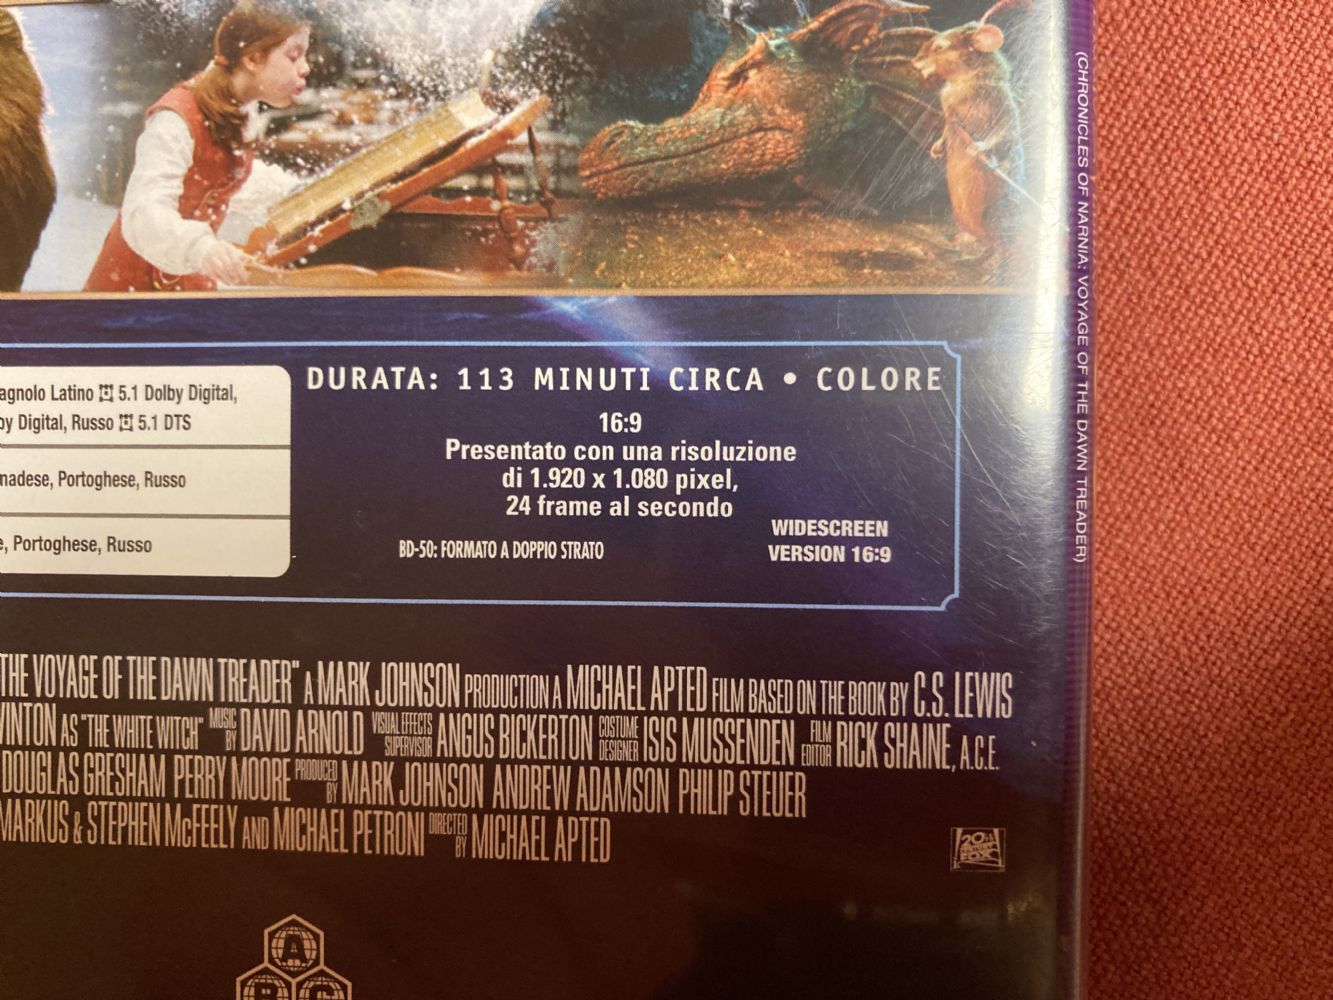 Latino 5.1 Dolby Digital,
Digital, Russo 5.1 DTS
Portoghese, Russo
Portoghese, Russo
DURATA: 113 MINUTI CIRCA • COLORE
16:9
Presentato con una risoluzione
di 1.920 x 1.080 pixel,
24 frame al secondo
BD-50: FORMATO A DOPPIO STRATO
WIDESCREEN
VERSION 16:9
THE VOYAGE OF THE DAWN TREADER" A MARK JOHNSON PRODUCTION A MICHAEL APTED FILM BASED ON THE BOOK BY C.S. LEWIS
AS "THE WHITE WITCH" MUSIC BY DAVID ARNOLD VISUAL EFFECTS SUPERVISOR ANGUS BICKERTON COSTUME DESIGNER ISIS MUSSENDEN FILM EDITOR RICK SHAINE, A.C.E.
DOUGLAS GRESHAM PERRY MOORE PRODUCED BY MARK JOHNSON ANDREW ADAMSON PHILIP STEUER
MARKUS & STEPHEN McFEELY AND MICHAEL PETRONI DIRECTED BY MICHAEL APTED
20th CENTURY FOX
A
B C
(CHRONICLES OF NARNIA: VOYAGE OF THE DAWN TREADER)